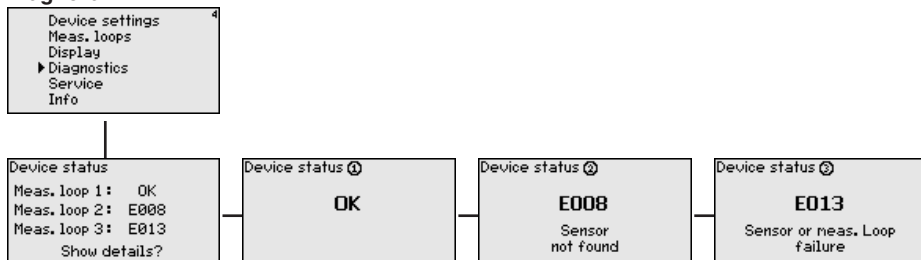 Device settings 4
Meas. loops
Display
Diagnostics
Service
Info
Device status
Meas. loop 1: OK
Meas. loop 2: E008
Meas. loop 3: E013
Show details?
Device status ①
OK
Device status ②
E008
Sensor
not found
Device status ③
E013
Sensor or meas. Loop
failure